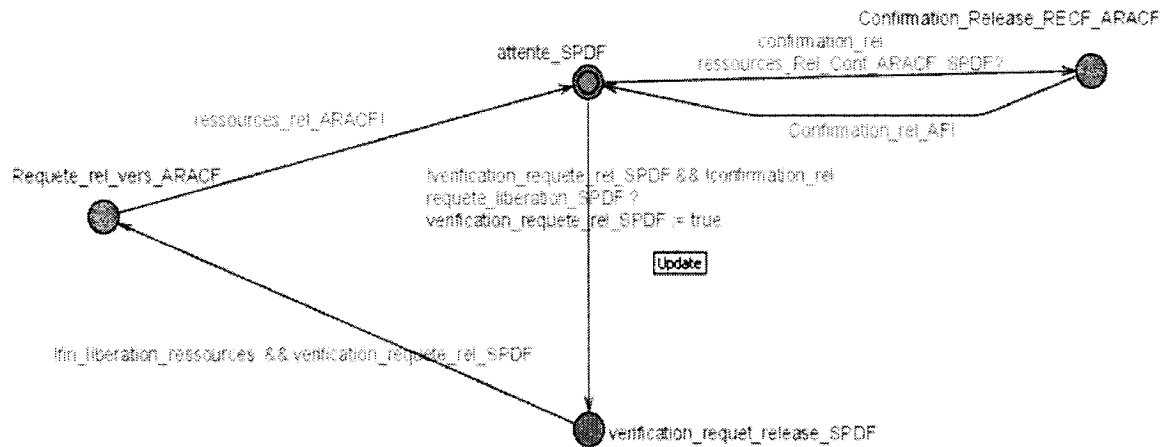 Confirmation_Release_RECF_ARACF
attente_SPDF
confirmation_rel
ressources_Rel_Conf_ARACF_SPDF?
ressources_rel_ARACF!
Confirmation_rel_AF!
Requete_rel_vers_ARACF
!verification_requete_rel_SPDF && !confirmation_rel
requete_liberation_SPDF ?
verification_requete_rel_SPDF := true
Update
!fin_liberation_ressources && verification_requete_rel_SPDF
verification_requet_release_SPDF